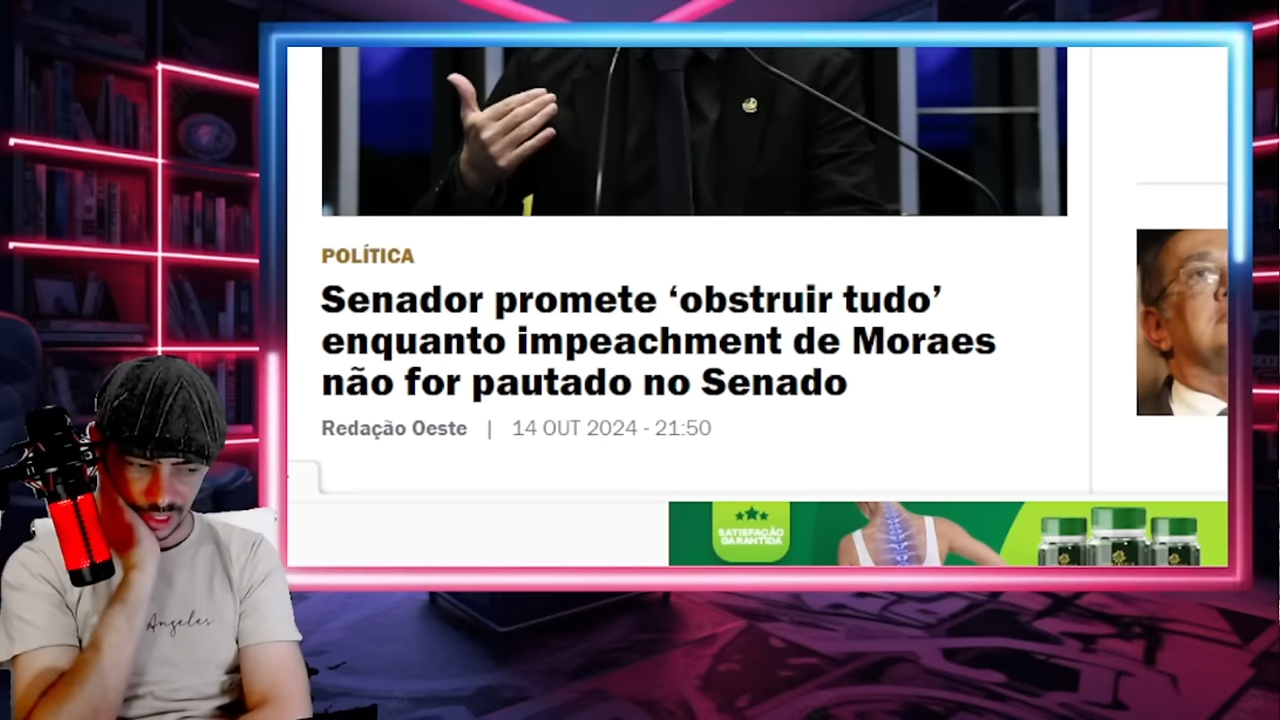 POLÍTICA
Senador promete ‘obstruir tudo’
enquanto impeachment de Moraes
não for pautado no Senado
Redação Oeste | 14 OUT 2024 - 21:50
SATISFAÇÃO
GARANTIDA
Angeles